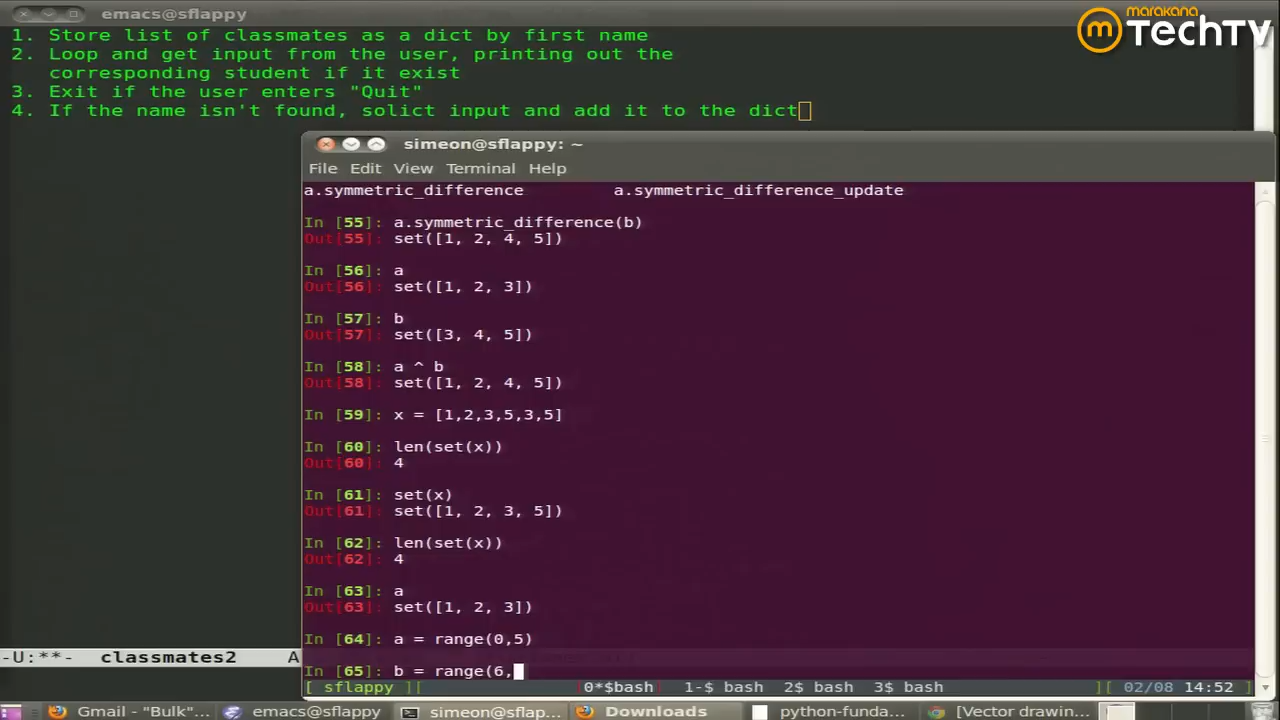 emacs@sflappy
marakana
TechTV
1. Store list of classmates as a dict by first name
2. Loop and get input from the user, printing out the
corresponding student if it exist
3. Exit if the user enters "Quit"
4. If the name isn't found, solict input and add it to the dict
simeon@sflappy: ~
File Edit View Terminal Help
a.symmetric_difference a.symmetric_difference_update
In [55]: a.symmetric_difference(b)
Out[55]: set([1, 2, 4, 5])
In [56]: a
Out[56]: set([1, 2, 3])
In [57]: b
Out[57]: set([3, 4, 5])
In [58]: a ^ b
Out[58]: set([1, 2, 4, 5])
In [59]: x = [1,2,3,5,3,5]
In [60]: len(set(x))
Out[60]: 4
In [61]: set(x)
Out[61]: set([1, 2, 3, 5])
In [62]: len(set(x))
Out[62]: 4
In [63]: a
Out[63]: set([1, 2, 3])
In [64]: a = range(0,5)
-U:**- classmates2 A
In [65]: b = range(6,
[ sflappy ][ 0*$bash 1-$ bash 2$ bash 3$ bash ][ 02/08 14:52 ]
Gmail - "Bulk"... emacs@sflappy simeon@sflap... Downloads python-funda... [Vector drawin...